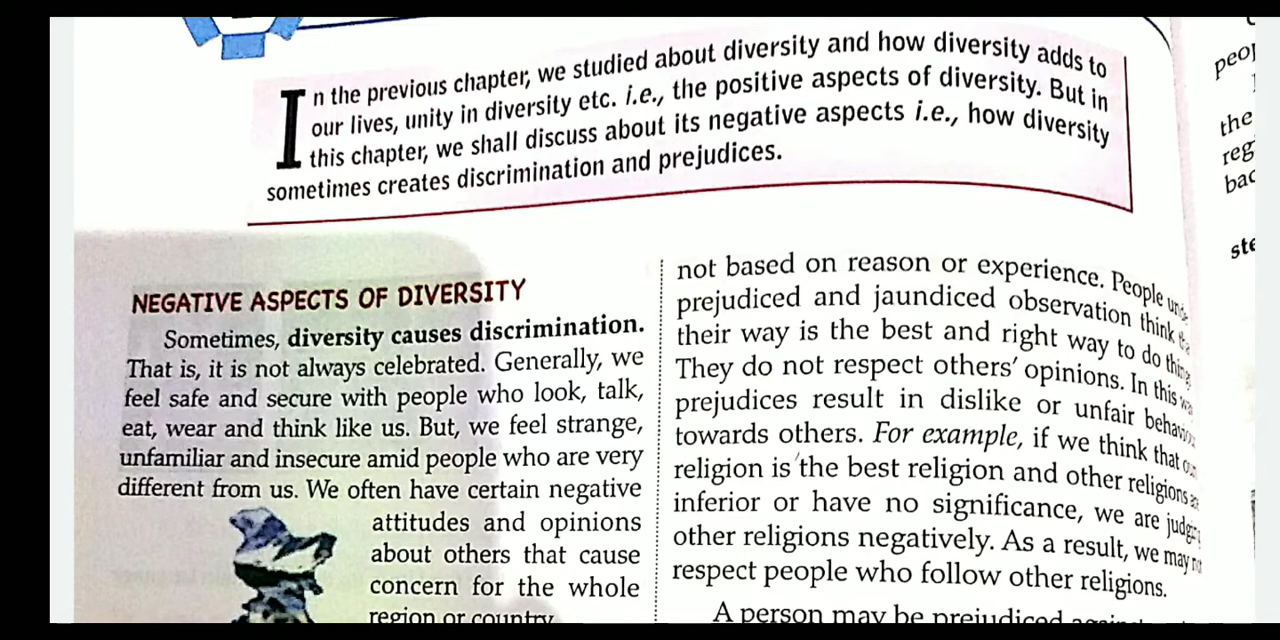 In the previous chapter, we studied about diversity and how diversity adds to
our lives, unity in diversity etc. i.e., the positive aspects of diversity. But in
this chapter, we shall discuss about its negative aspects i.e., how diversity
sometimes creates discrimination and prejudices.
NEGATIVE ASPECTS OF DIVERSITY
Sometimes, diversity causes discrimination.
That is, it is not always celebrated. Generally, we
feel safe and secure with people who look, talk,
eat, wear and think like us. But, we feel strange,
unfamiliar and insecure amid people who are very
different from us. We often have certain negative
attitudes and opinions
about others that cause
concern for the whole
region or country
not based on reason or experience. People
prejudiced and jaundiced observation think
their way is the best and right way to do
They do not respect others' opinions. In this
prejudices result in dislike or unfair
towards others. For example, if we think that
religion is the best religion and other religions
inferior or have no significance, we are
other religions negatively. As a result, we may
respect people who follow other religions.
A person may be prejudiced
the